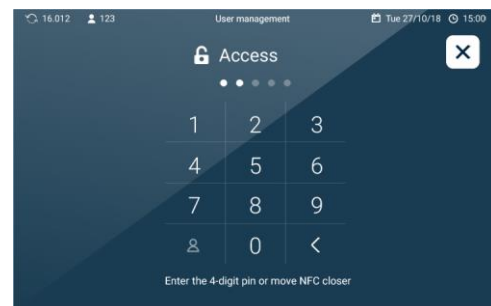 16.012 123 User management Tue 27/10/18 15:00
Access
1 2 3
4 5 6
7 8 9
0 <
Enter the 4-digit pin or move NFC closer